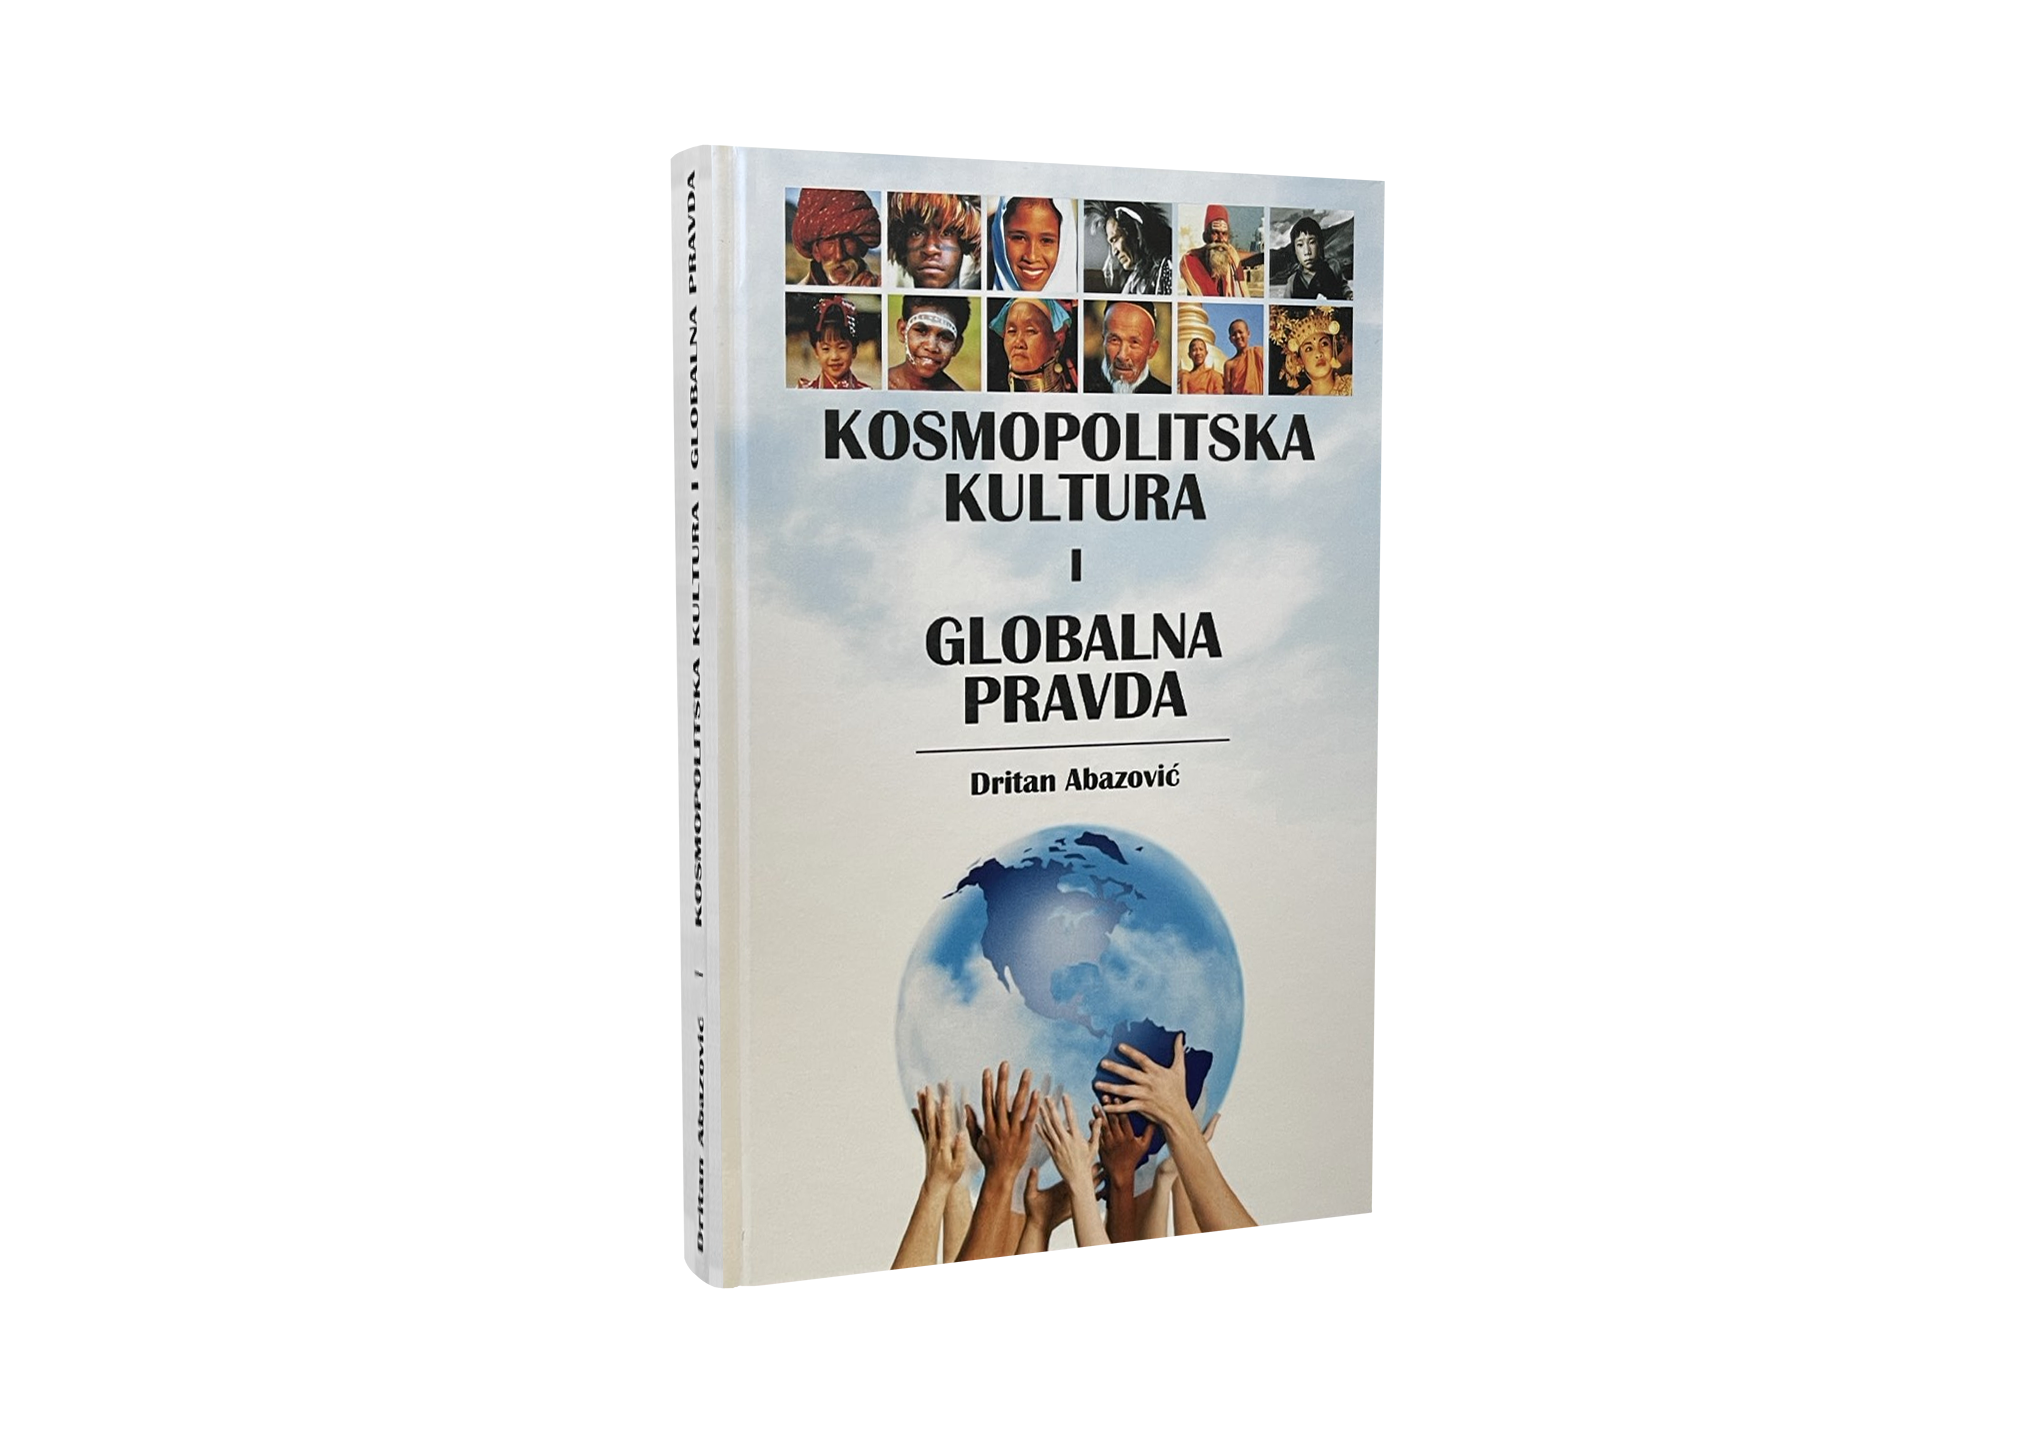 KOSMOPOLITSKA
KULTURA
I
GLOBALNA
PRAVDA
Dritan Abazović
Dritan Abazović | KOSMOPOLITSKA KULTURA I GLOBALNA PRAVDA